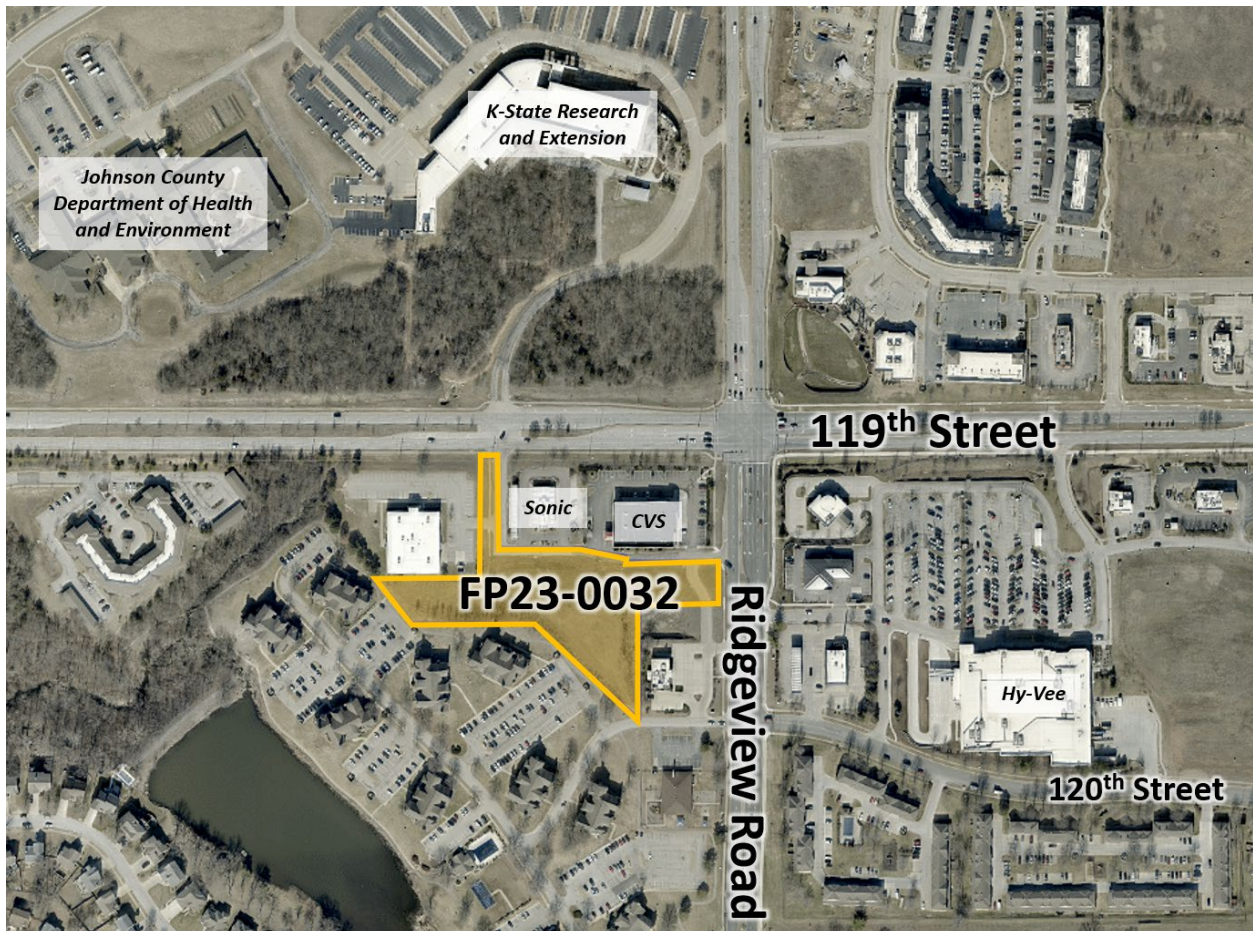 K-State Research
and Extension
Johnson County
Department of Health
and Environment
119th Street
Sonic
CVS
FP23-0032
Ridgeview Road
Hy-Vee
120th Street